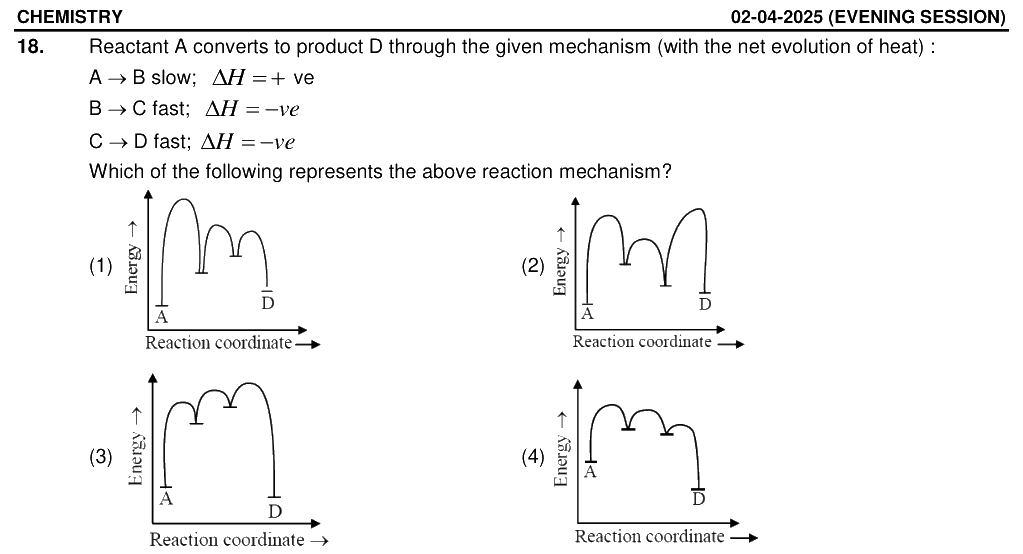 CHEMISTRY 02-04-2025 (EVENING SESSION)
18. Reactant A converts to product D through the given mechanism (with the net evolution of heat) :
A → B slow; ΔH = + ve
B → C fast; ΔH = −ve
C → D fast; ΔH = −ve
Which of the following represents the above reaction mechanism?
(1) Energy → A D
Reaction coordinate →
(2) Energy → A D
Reaction coordinate →
(3) Energy → A D
Reaction coordinate →
(4) Energy → A D
Reaction coordinate →